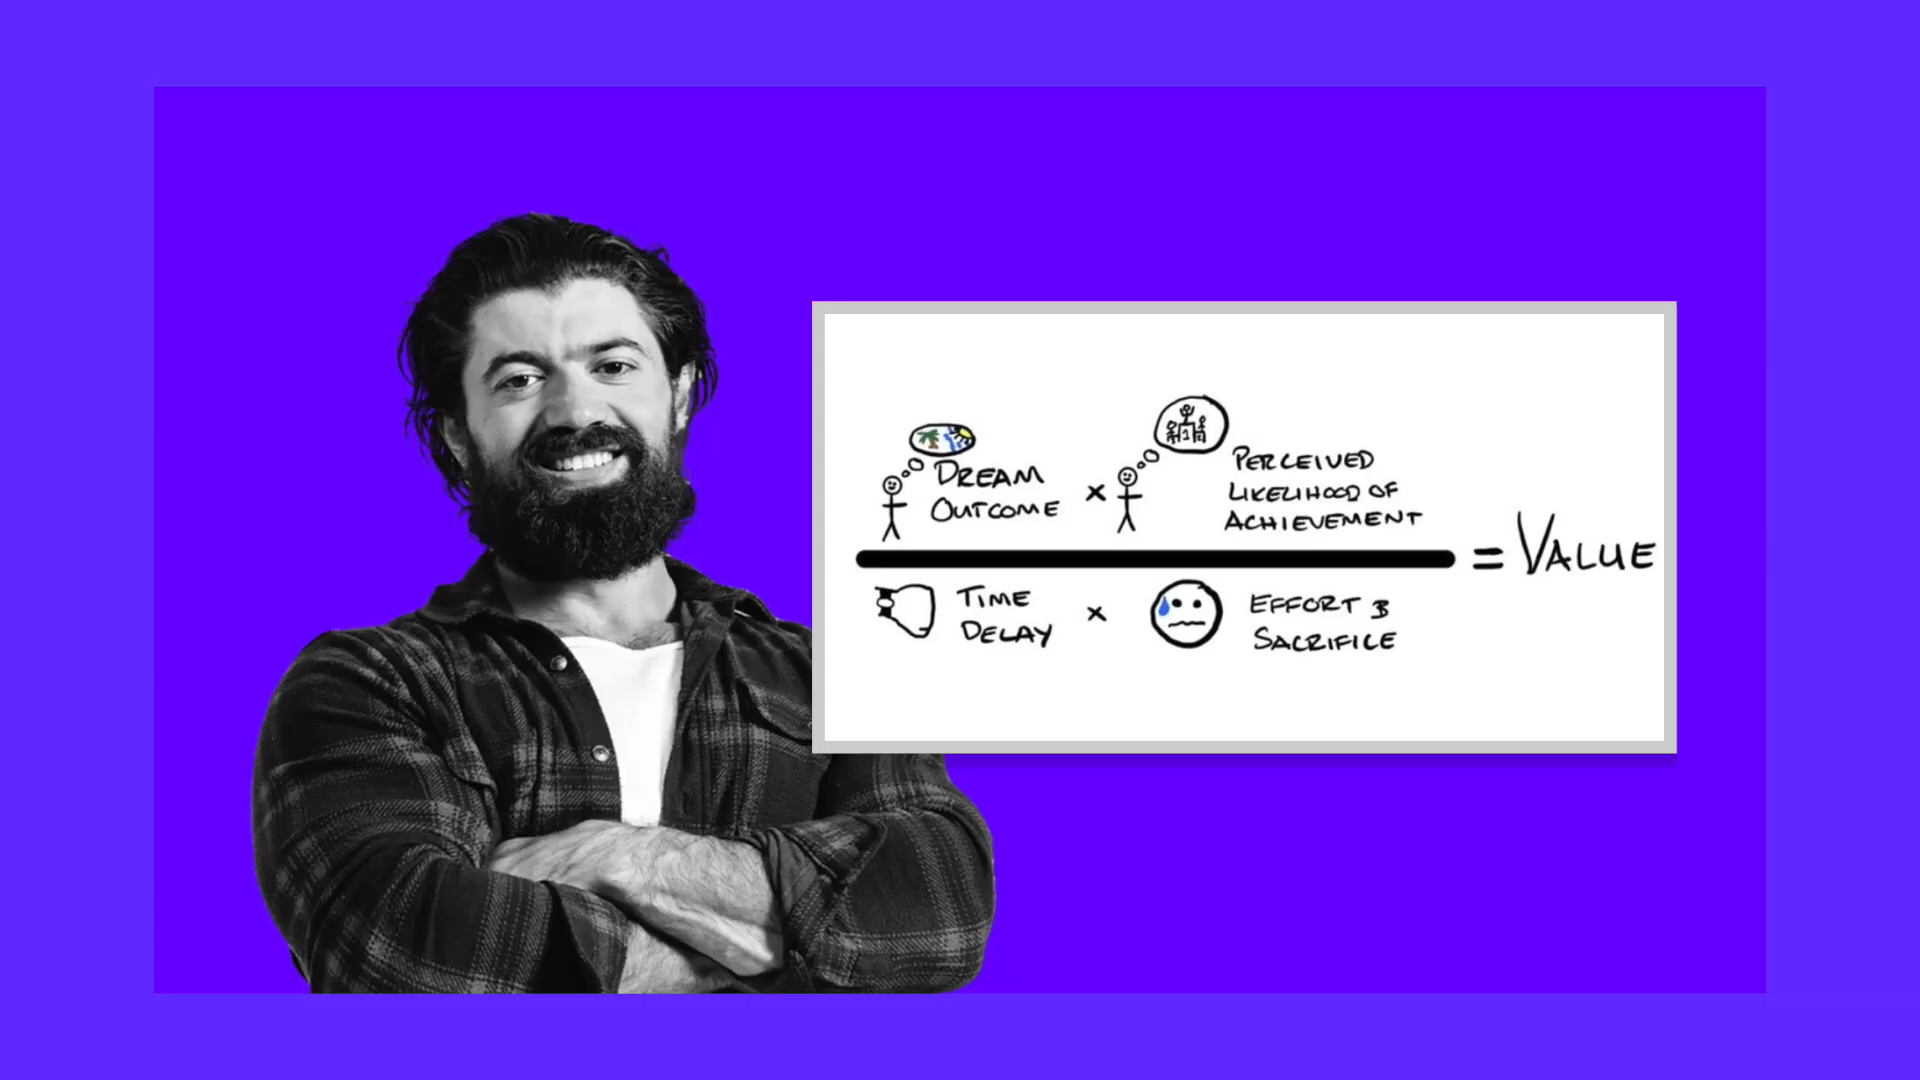 DREAM
OUTCOME
x
PERCEIVED
LIKELIHOOD OF
ACHIEVEMENT
= VALUE
TIME
DELAY
x
EFFORT &
SACRIFICE